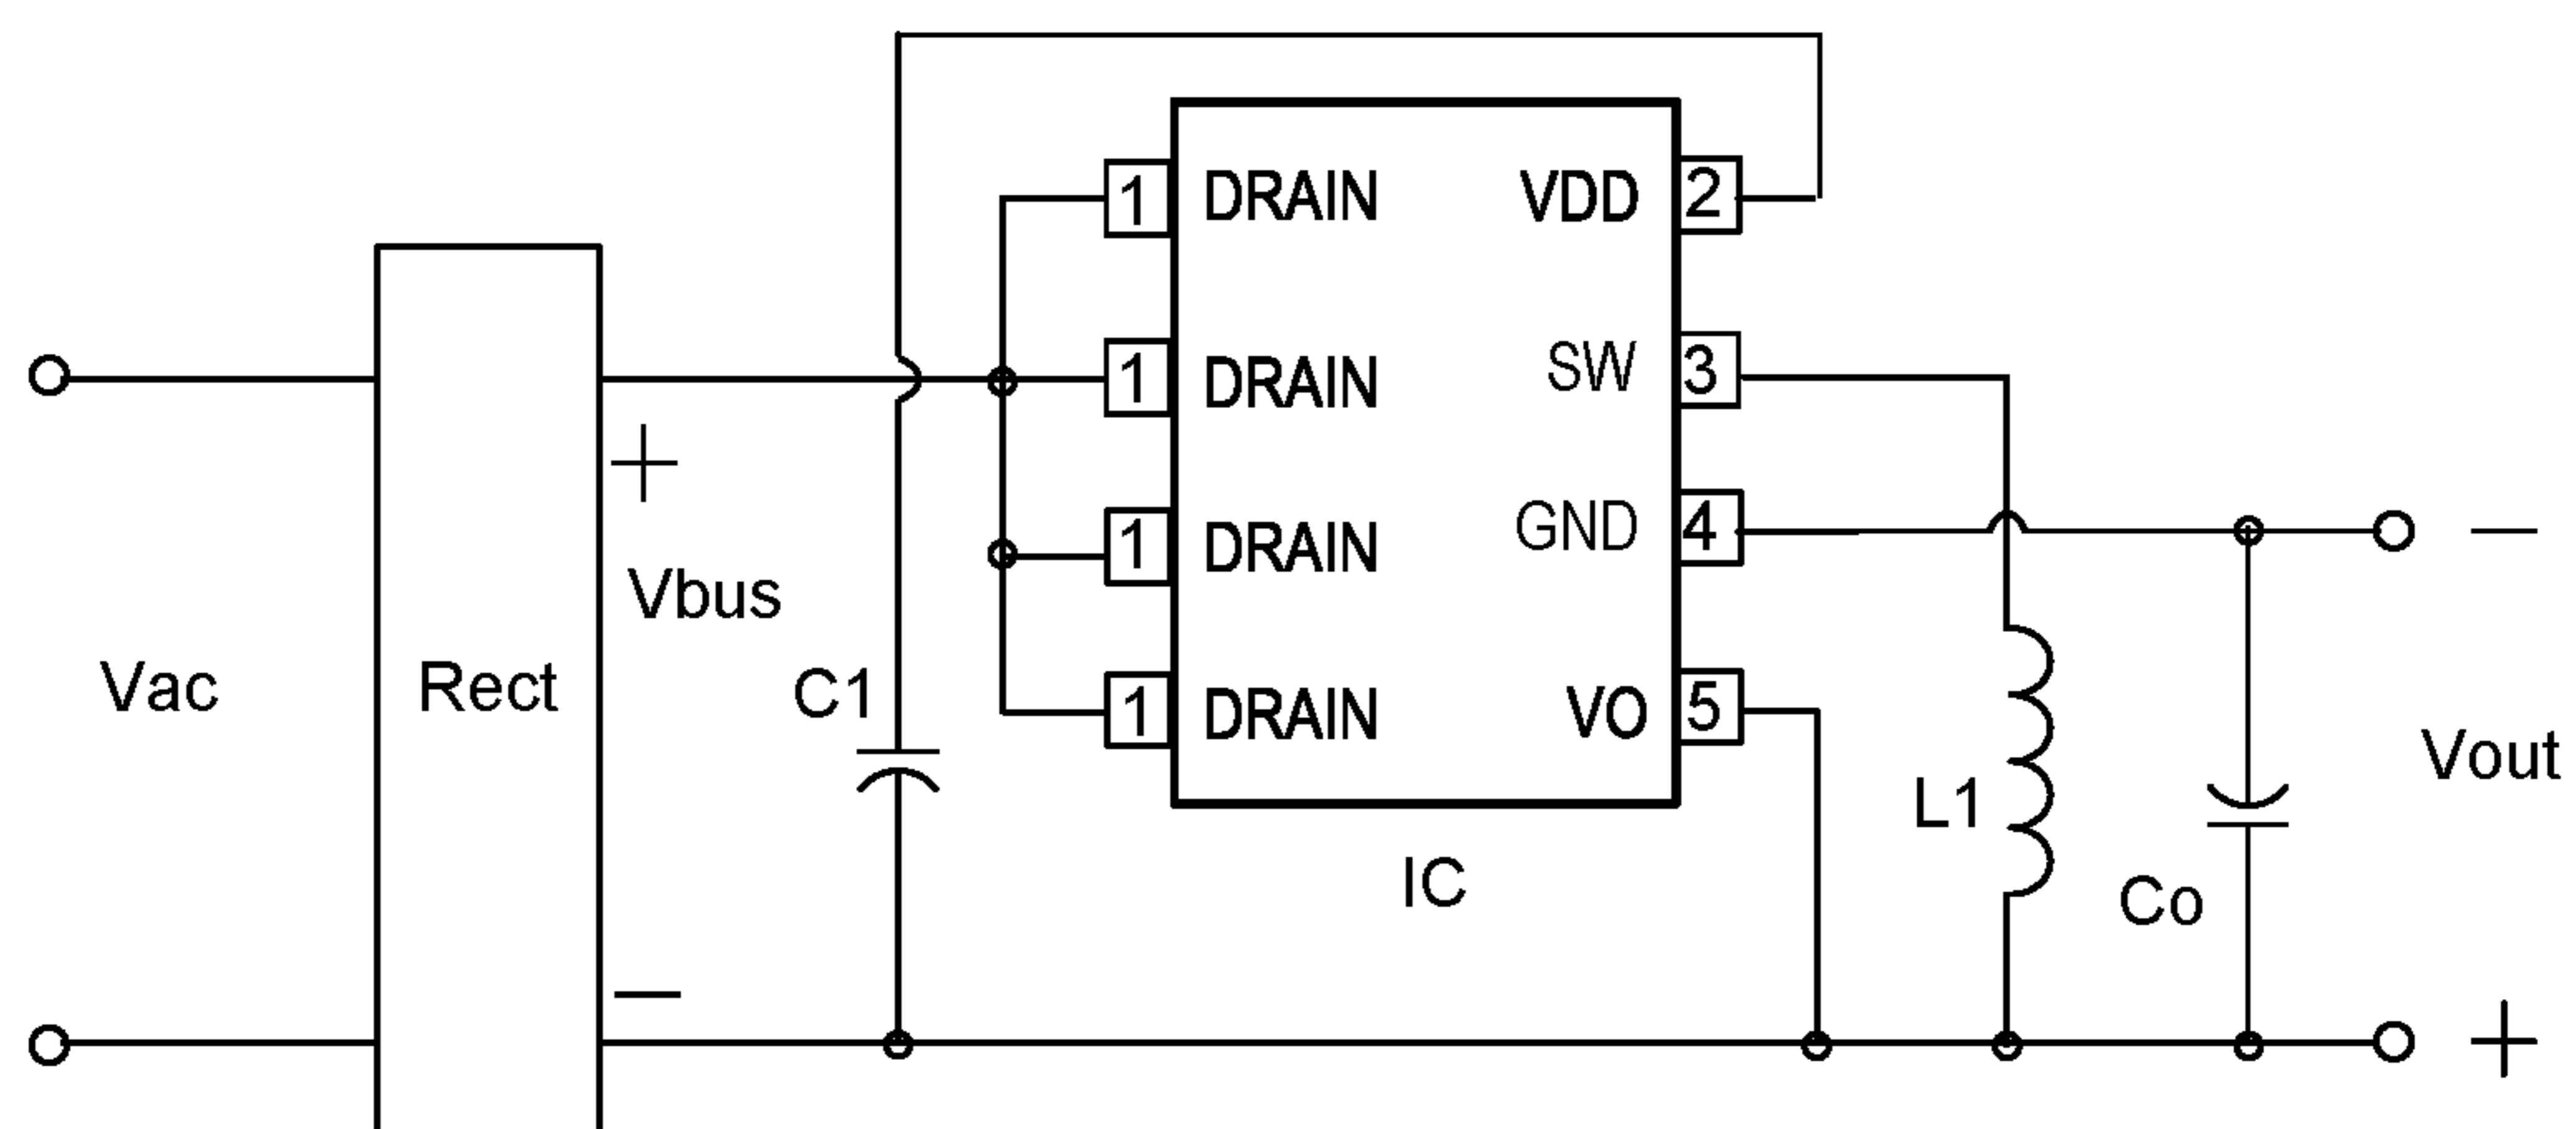 1 DRAIN VDD 2
1 DRAIN SW 3
+
1 DRAIN GND 4 −
Vbus
Vac Rect C1 1 DRAIN VO 5
Vout
L1
IC Co
−
+